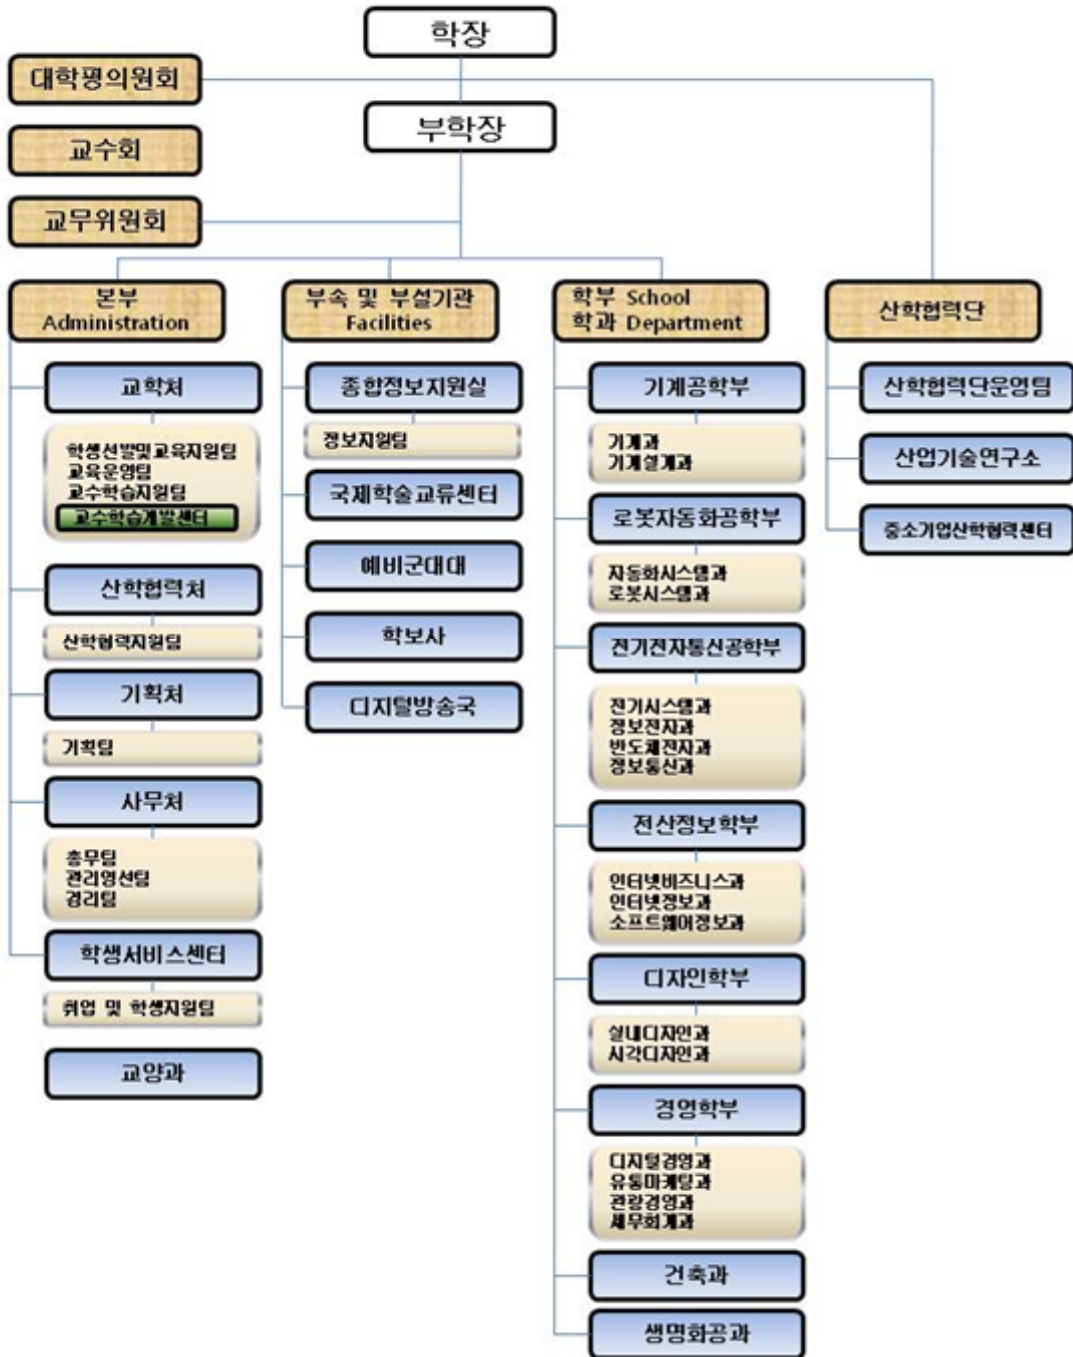 학장
대학평의원회
부학장
교수회
교무위원회
본부
Administration
교학처
학생선발및교육지원팀
교육운영팀
교수학습지원팀
교수학습개발센터
산학협력처
산학협력지원팀
기획처
기획팀
사무처
총무팀
관리영선팀
경리팀
학생서비스센터
취업 및 학생지원팀
교양과
부속 및 부설기관
Facilities
종합정보지원실
정보지원팀
국제학술교류센터
예비군대대
학보사
디지털방송국
학부 School
학과 Department
기계공학부
기계과
기계설계과
로봇자동화공학부
자동화시스템과
로봇시스템과
전기전자통신공학부
전기시스템과
정보전자과
반도체전자과
정보통신과
전산정보학부
인터넷비즈니스과
인터넷정보과
소프트웨어정보과
디자인학부
실내디자인과
시각디자인과
경영학부
디지털경영과
유통마케팅과
관광경영과
세무회계과
건축과
생명화공과
산학협력단
산학협력단운영팀
산업기술연구소
중소기업산학협력센터